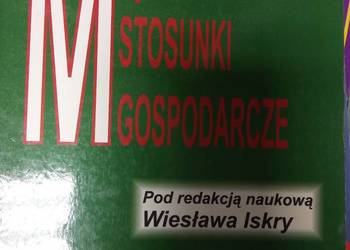 M STOSUNKI
GOSPODARCZE
Pod redakcją naukową
Wiesława Iskry